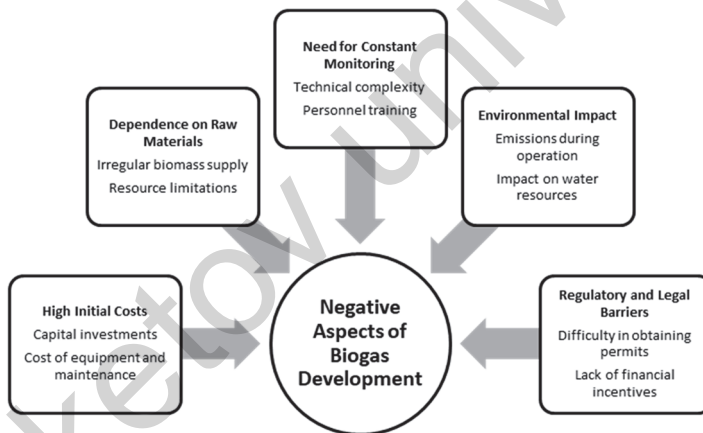 Need for Constant
Monitoring
Technical complexity
Personnel training
Dependence on Raw
Materials
Irregular biomass supply
Resource limitations
Environmental Impact
Emissions during
operation
Impact on water
resources
High Initial Costs
Capital investments
Cost of equipment and
maintenance
Negative
Aspects of
Biogas
Development
Regulatory and Legal
Barriers
Difficulty in obtaining
permits
Lack of financial
incentives